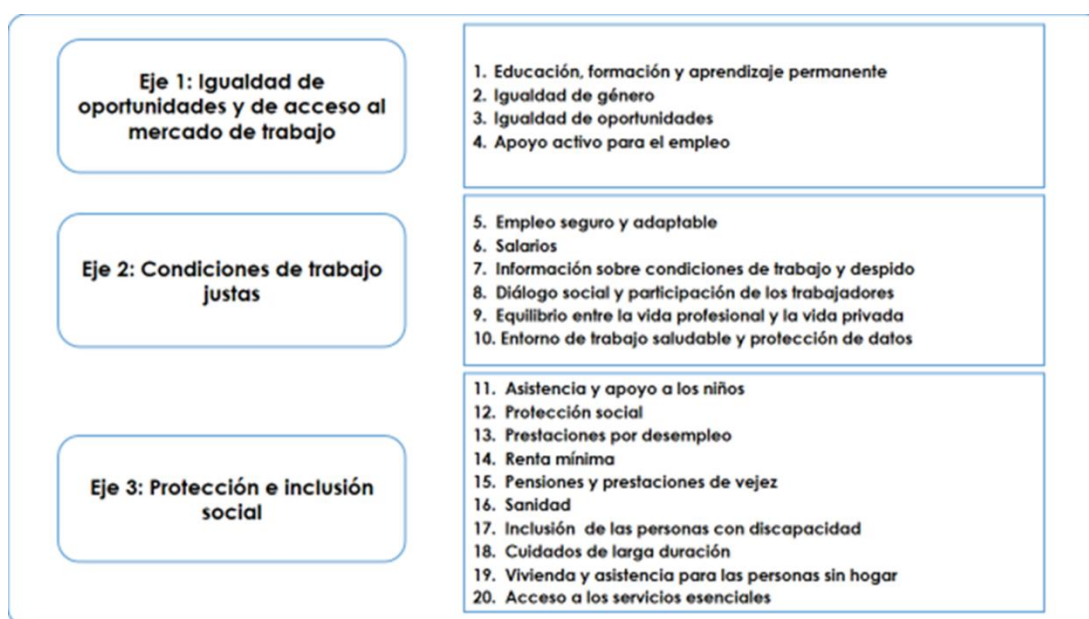 Eje 1: Igualdad de
oportunidades y de acceso al
mercado de trabajo
1. Educación, formación y aprendizaje permanente
2. Igualdad de género
3. Igualdad de oportunidades
4. Apoyo activo para el empleo
Eje 2: Condiciones de trabajo
justas
5. Empleo seguro y adaptable
6. Salarios
7. Información sobre condiciones de trabajo y despido
8. Diálogo social y participación de los trabajadores
9. Equilibrio entre la vida profesional y la vida privada
10. Entorno de trabajo saludable y protección de datos
Eje 3: Protección e inclusión
social
11. Asistencia y apoyo a los niños
12. Protección social
13. Prestaciones por desempleo
14. Renta mínima
15. Pensiones y prestaciones de vejez
16. Sanidad
17. Inclusión de las personas con discapacidad
18. Cuidados de larga duración
19. Vivienda y asistencia para las personas sin hogar
20. Acceso a los servicios esenciales